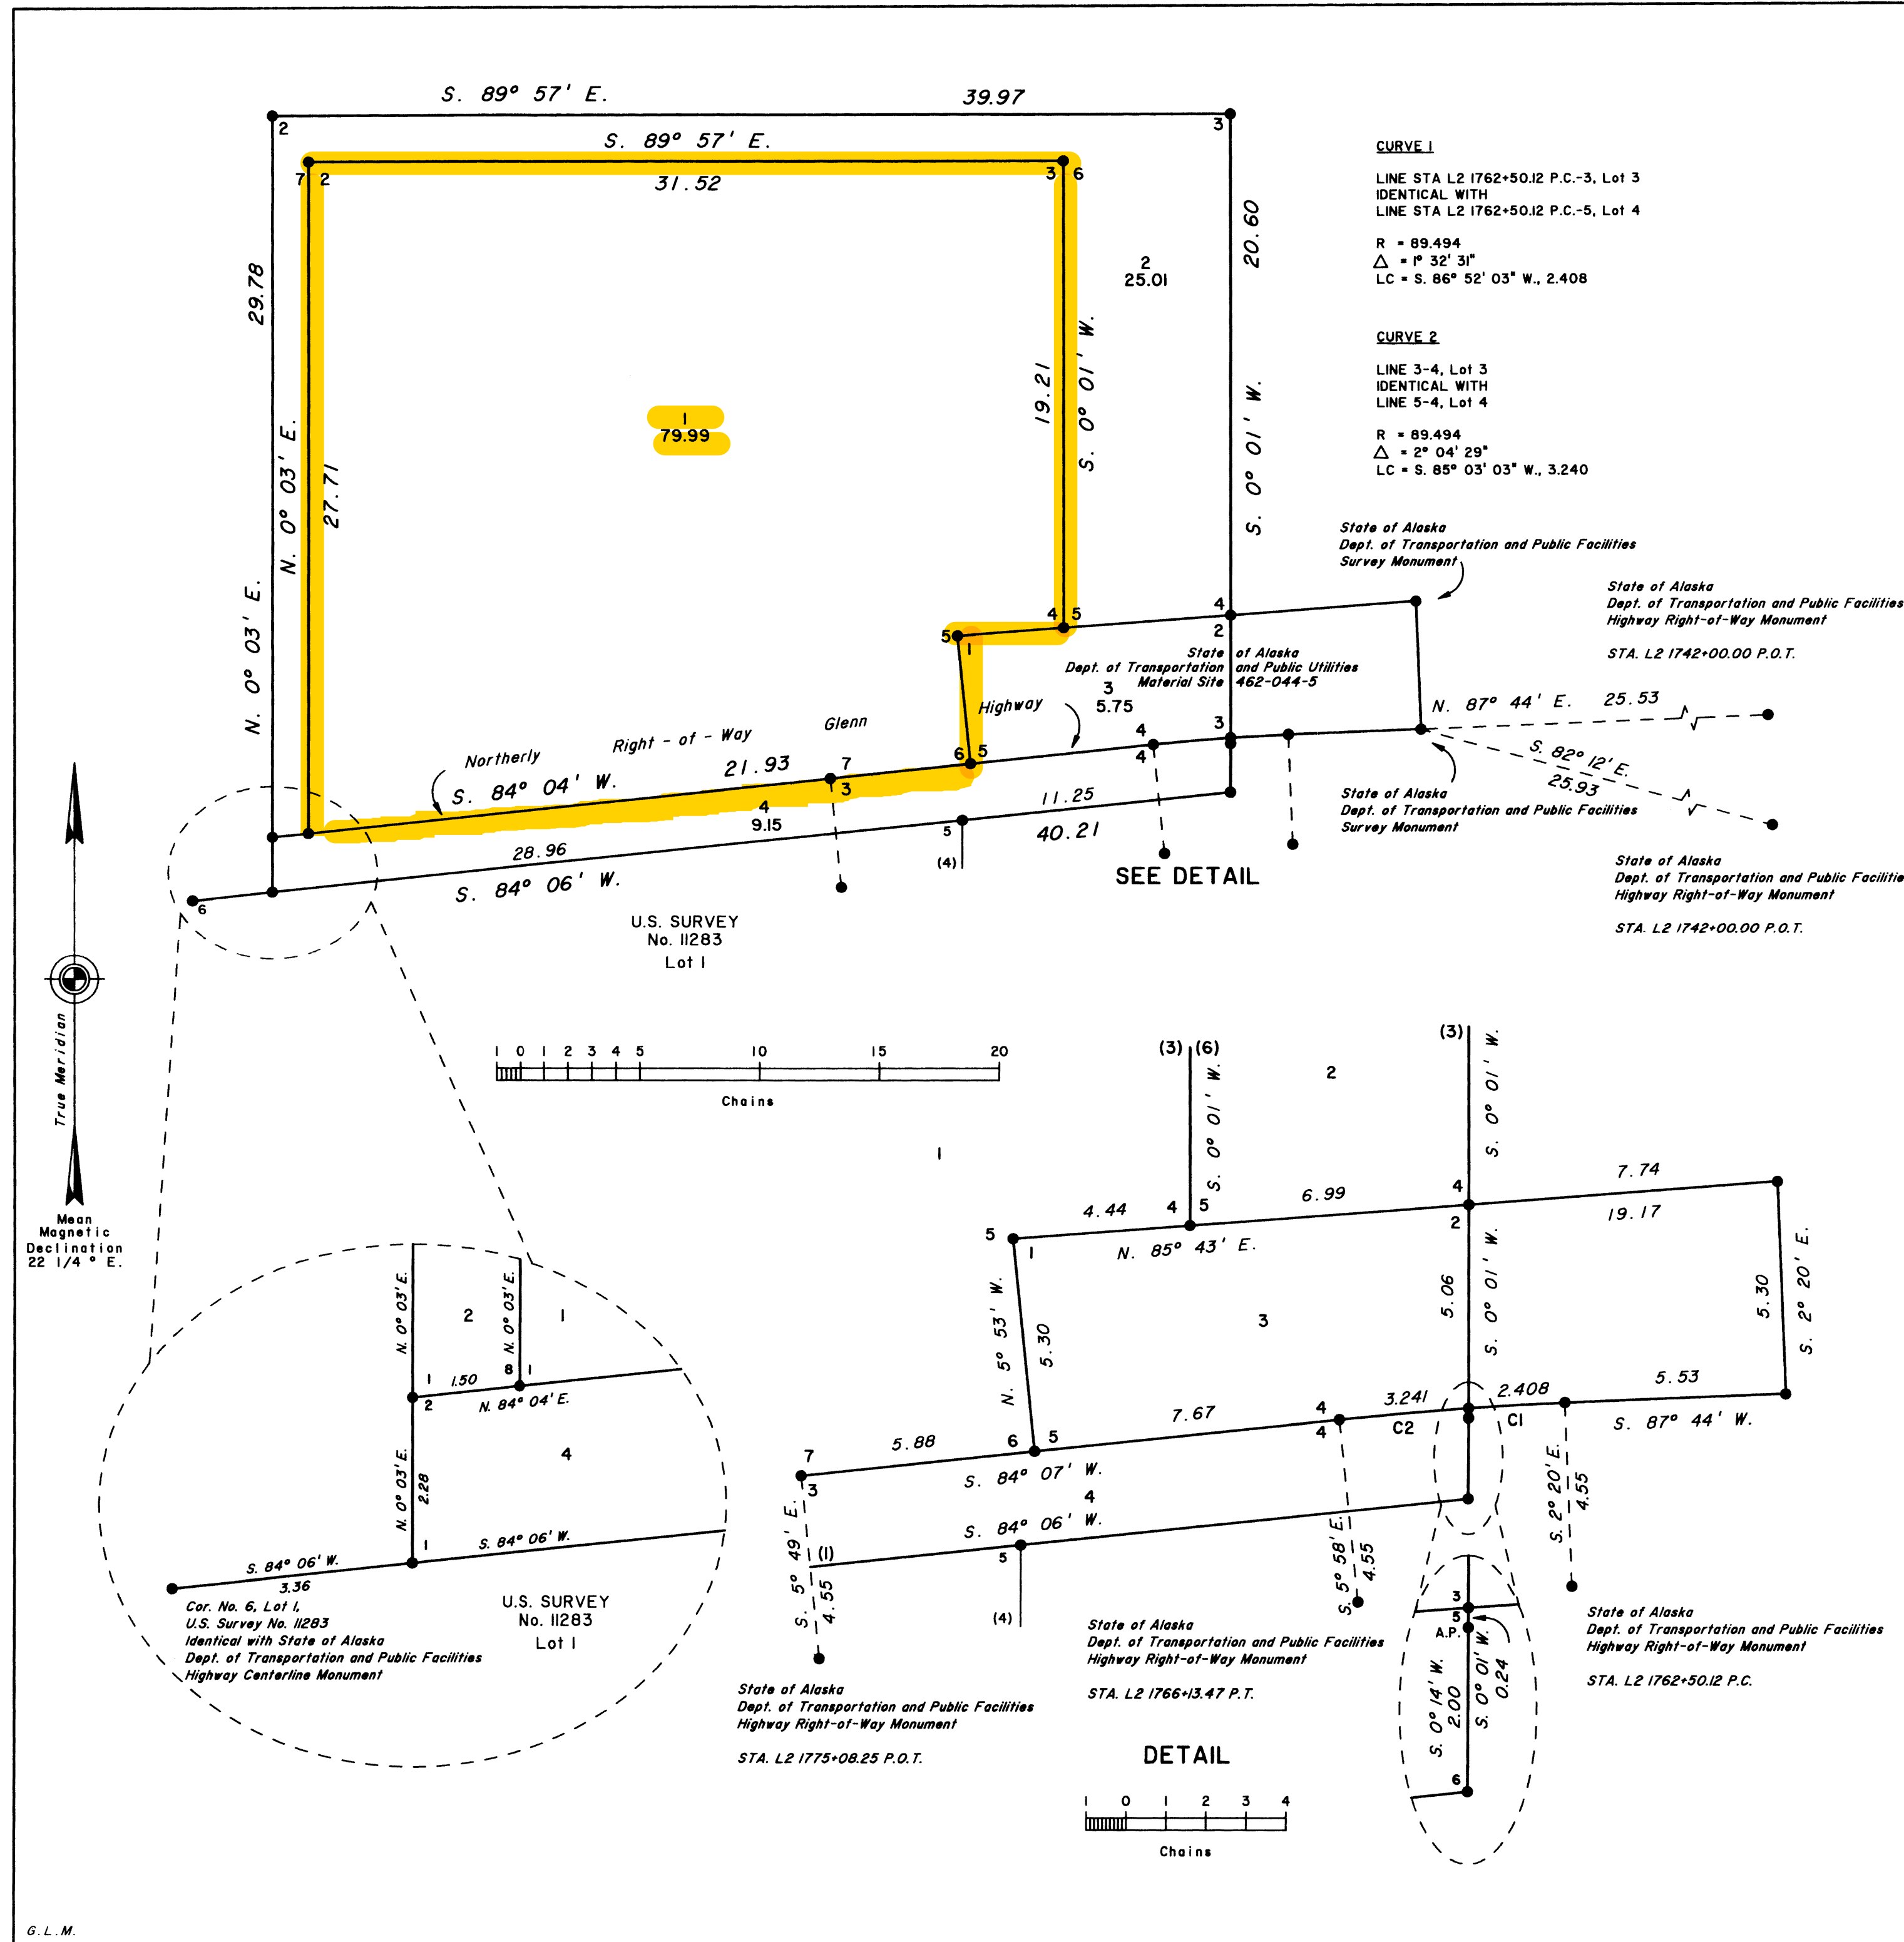 S. 89° 57' E.
39.97
2
3
S. 89° 57' E.
31.52
7 2
3 6
29.78
N. 0° 03' E.
N. 0° 03' E.
27.71
1
79.99
19.21
S. 0° 01' W.
2
25.01
20.60
S. 0° 01' W.
CURVE 1
LINE STA L2 1762+50.12 P.C.-3, Lot 3
IDENTICAL WITH
LINE STA L2 1762+50.12 P.C.-5, Lot 4
R = 89.494
△ = 1° 32' 31"
LC = S. 86° 52' 03" W., 2.408
CURVE 2
LINE 3-4, Lot 3
IDENTICAL WITH
LINE 5-4, Lot 4
R = 89.494
△ = 2° 04' 29"
LC = S. 85° 03' 03" W., 3.240
State of Alaska
Dept. of Transportation and Public Facilities
Survey Monument
State of Alaska
Dept. of Transportation and Public Facilities
Highway Right-of-Way Monument
STA. L2 1742+00.00 P.O.T.
4 5
4
2
5
1
State of Alaska
Dept. of Transportation and Public Utilities
Material Site 462-044-5
3
5.75
N. 87° 44' E. 25.53
S. 82° 12' E.
25.93
Northerly Right-of-Way Glenn Highway
S. 84° 04' W. 21.93
7
3
6 5
4
4
3
4
9.15
11.25
40.21
5
(4)
28.96
S. 84° 06' W.
6
SEE DETAIL
State of Alaska
Dept. of Transportation and Public Facilities
Survey Monument
State of Alaska
Dept. of Transportation and Public Facilitie
Highway Right-of-Way Monument
STA. L2 1742+00.00 P.O.T.
U.S. SURVEY
No. 11283
Lot 1
True Meridian
Mean
Magnetic
Declination
22 1/4 ° E.
1 0 1 2 3 4 5 10 15 20
Chains
1
(3) (6)
S. 0° 01' W.
2
(3)
S. 0° 01' W.
4.44
4 5
6.99
4
2
7.74
19.17
5
1
N. 85° 43' E.
N. 5° 53' W.
5.30
3
5.06
S. 0° 01' W.
5.30
S. 2° 20' E.
7
3
5.88
6 5
S. 84° 07' W.
7.67
4
4
3.241
C2
2.408
C1
5.53
S. 87° 44' W.
4
S. 84° 06' W.
5
(1)
(4)
S. 5° 49' E.
4.55
S. 5° 58' E.
4.55
S. 2° 20' E.
4.55
3
5
A.P.
S. 0° 14' W.
2.00
S. 0° 01' W.
0.24
6
N. 0° 03' E.
2
N. 0° 03' E.
1
1
2
1.50
8 1
N. 84° 04' E.
N. 0° 03' E.
2.28
4
1
S. 84° 06' W.
3.36
S. 84° 06' W.
Cor. No. 6, Lot 1,
U.S. Survey No. 11283
Identical with State of Alaska
Dept. of Transportation and Public Facilities
Highway Centerline Monument
U.S. SURVEY
No. 11283
Lot 1
State of Alaska
Dept. of Transportation and Public Facilities
Highway Right-of-Way Monument
STA. L2 1775+08.25 P.O.T.
State of Alaska
Dept. of Transportation and Public Facilities
Highway Right-of-Way Monument
STA. L2 1766+13.47 P.T.
State of Alaska
Dept. of Transportation and Public Facilities
Highway Right-of-Way Monument
STA. L2 1762+50.12 P.C.
DETAIL
1 0 1 2 3 4
Chains
G.L.M.